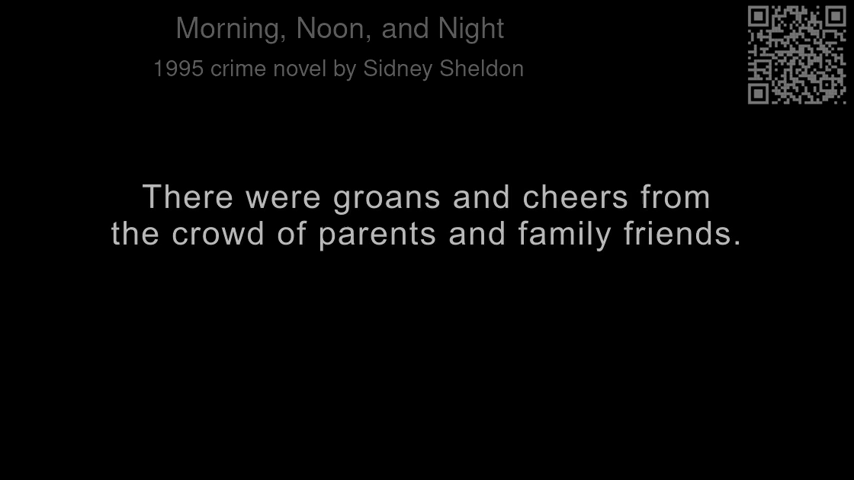 Morning, Noon, and Night
1995 crime novel by Sidney Sheldon
There were groans and cheers from
the crowd of parents and family friends.